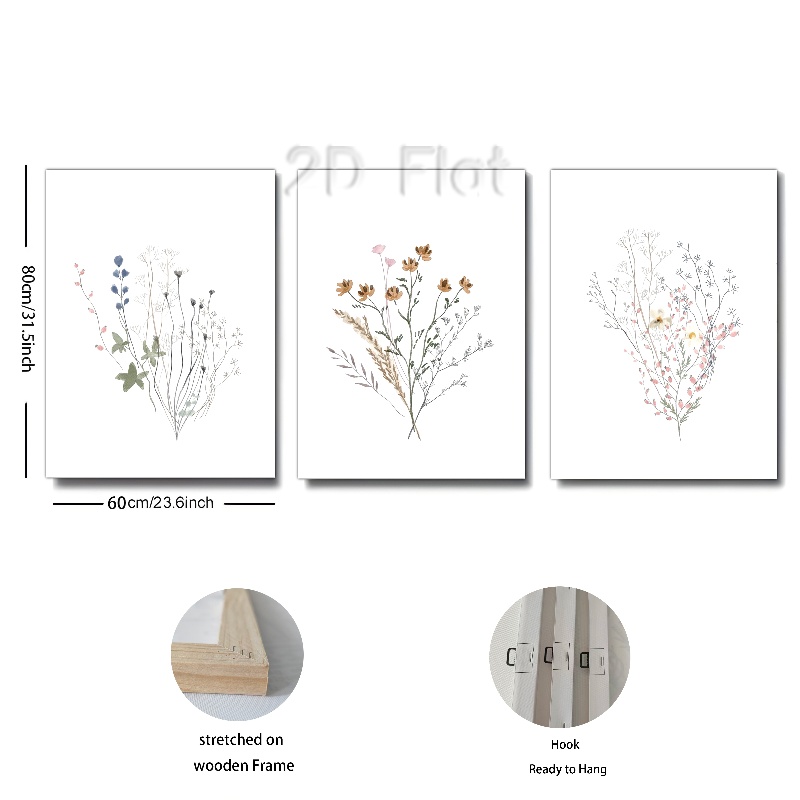 2D Flat
80cm/31.5inch
60cm/23.6inch
stretched on
wooden Frame
Hook
Ready to Hang